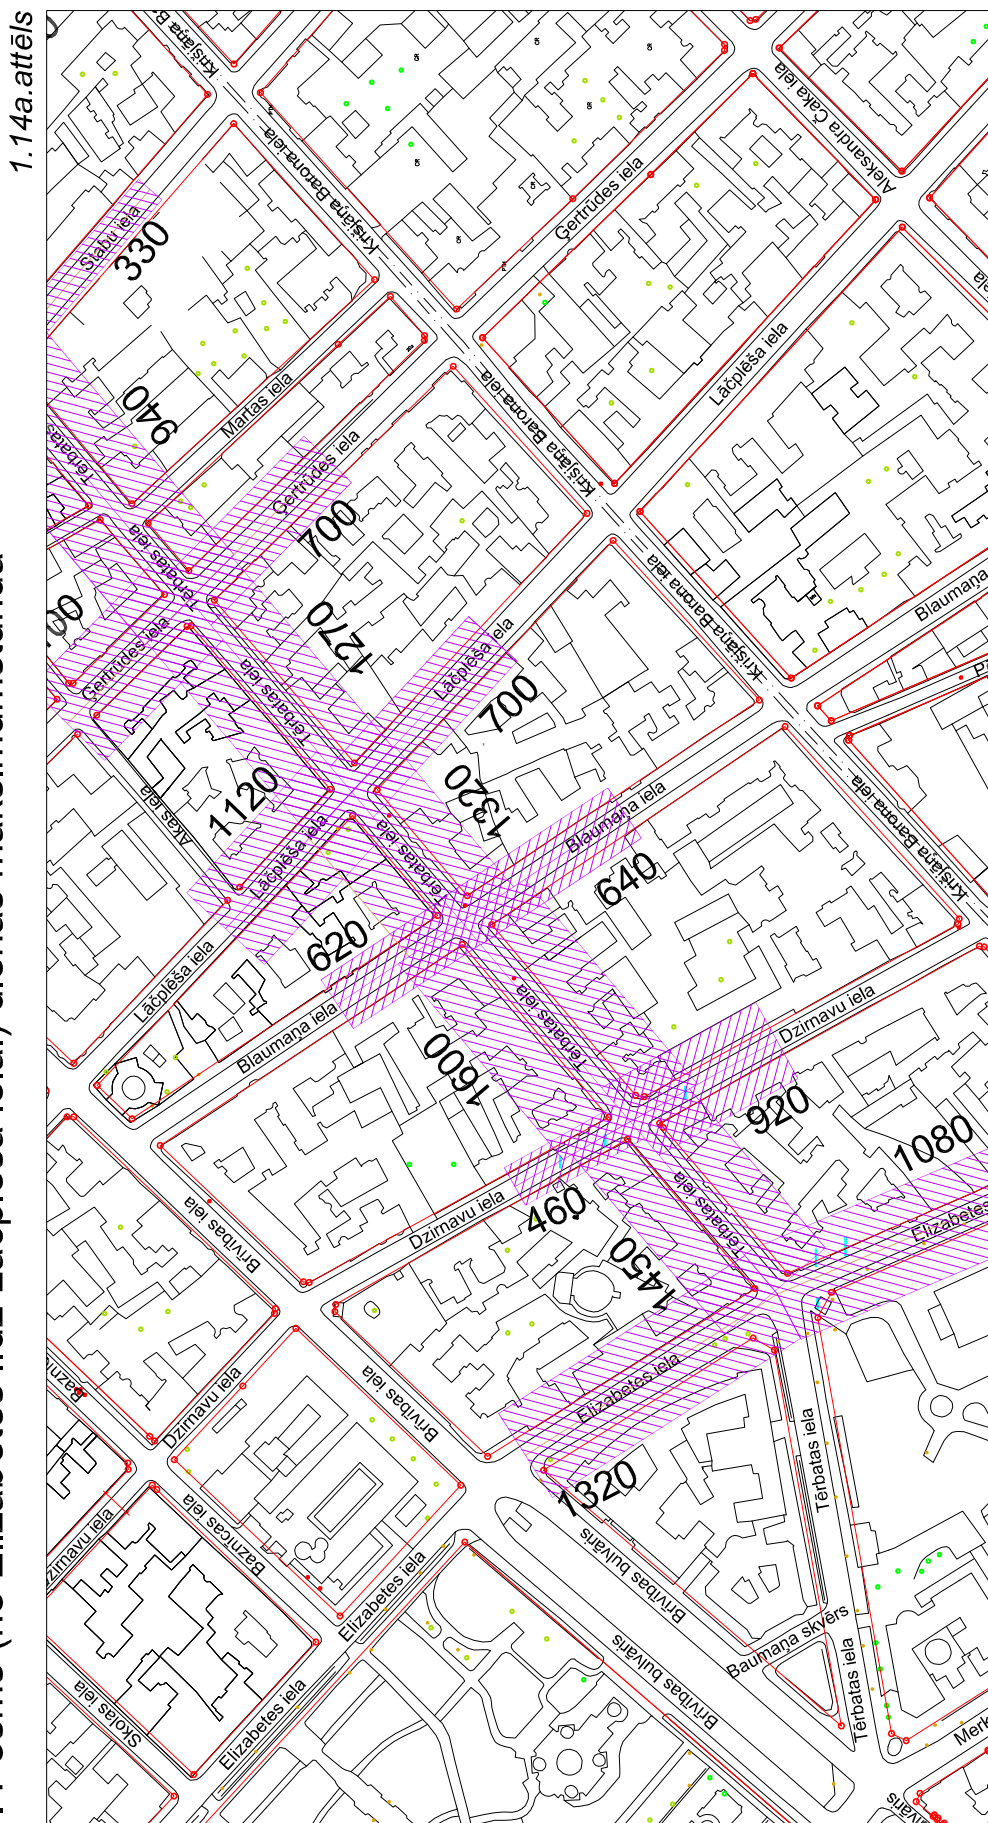 1.14a.attēls
Krišjāņa Barona iela
Stabu iela
330
Ģertrūdes iela
Aleksandra Čaka iela
940
Martas iela
Krišjāņa Barona iela
Lāčplēša iela
Tērbatas
Ģertrūdes iela
Tērbatas iela
700
Krišjāņa Barona iela
Krišjāņa Barona iela
Blaumaņa
Ģertrūdes iela
1270
Tērbatas iela
Lāčplēša iela
700
Akas iela
1120
Lāčplēša iela
Tērbatas iela
1320
Blaumaņa iela
640
Krišjāņa Barona iela
620
Lāčplēša iela
Blaumaņa iela
1600
Tērbatas iela
Dzirnavu iela
920
1080
Brīvības iela
Dzirnavu iela
460
Tērbatas iela
1450
Elizabetes
Dzirnavu iela
Brīvības iela
Elizabetes iela
1320
Tērbatas iela
Baznīcas iela
Elizabetes iela
Brīvības bulvāris
Baumaņa skvērs
Brīvības bulvāris
Tērbatas iela
Skolas iela
Elizabetes iela